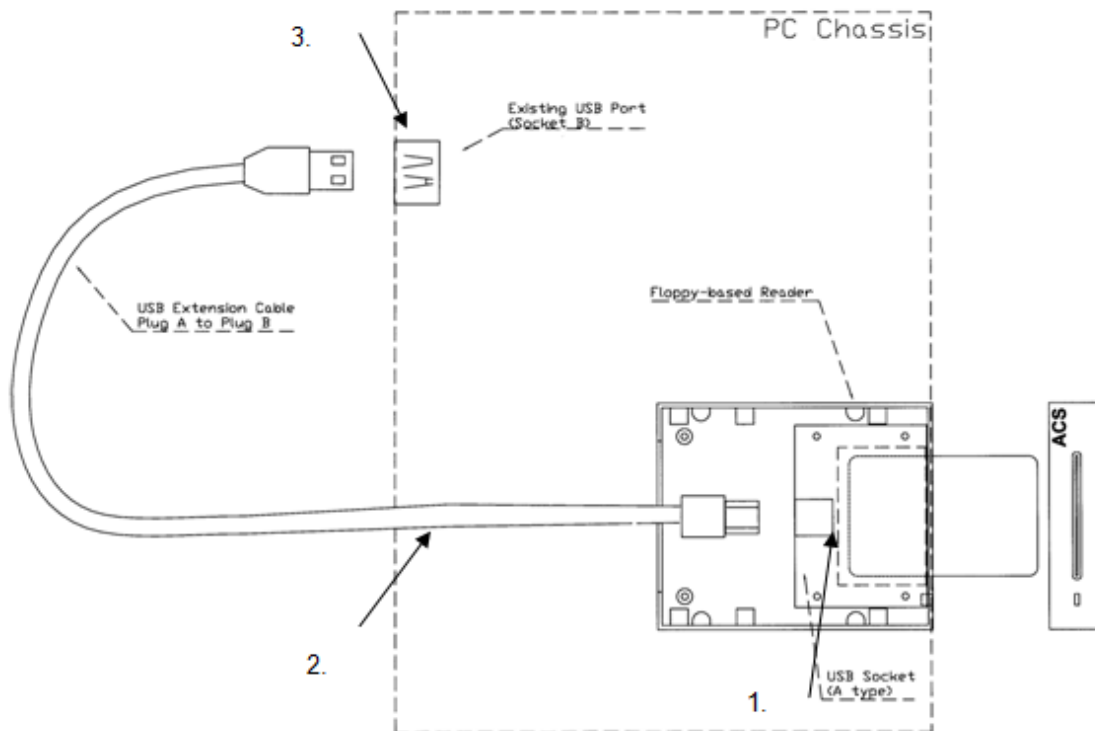 PC Chassis
3.
Existing USB Port
(Socket B)
USB Extension Cable
Plug A to Plug B
Floppy-based Reader
ACS
2.
1.
USB Socket
(A type)